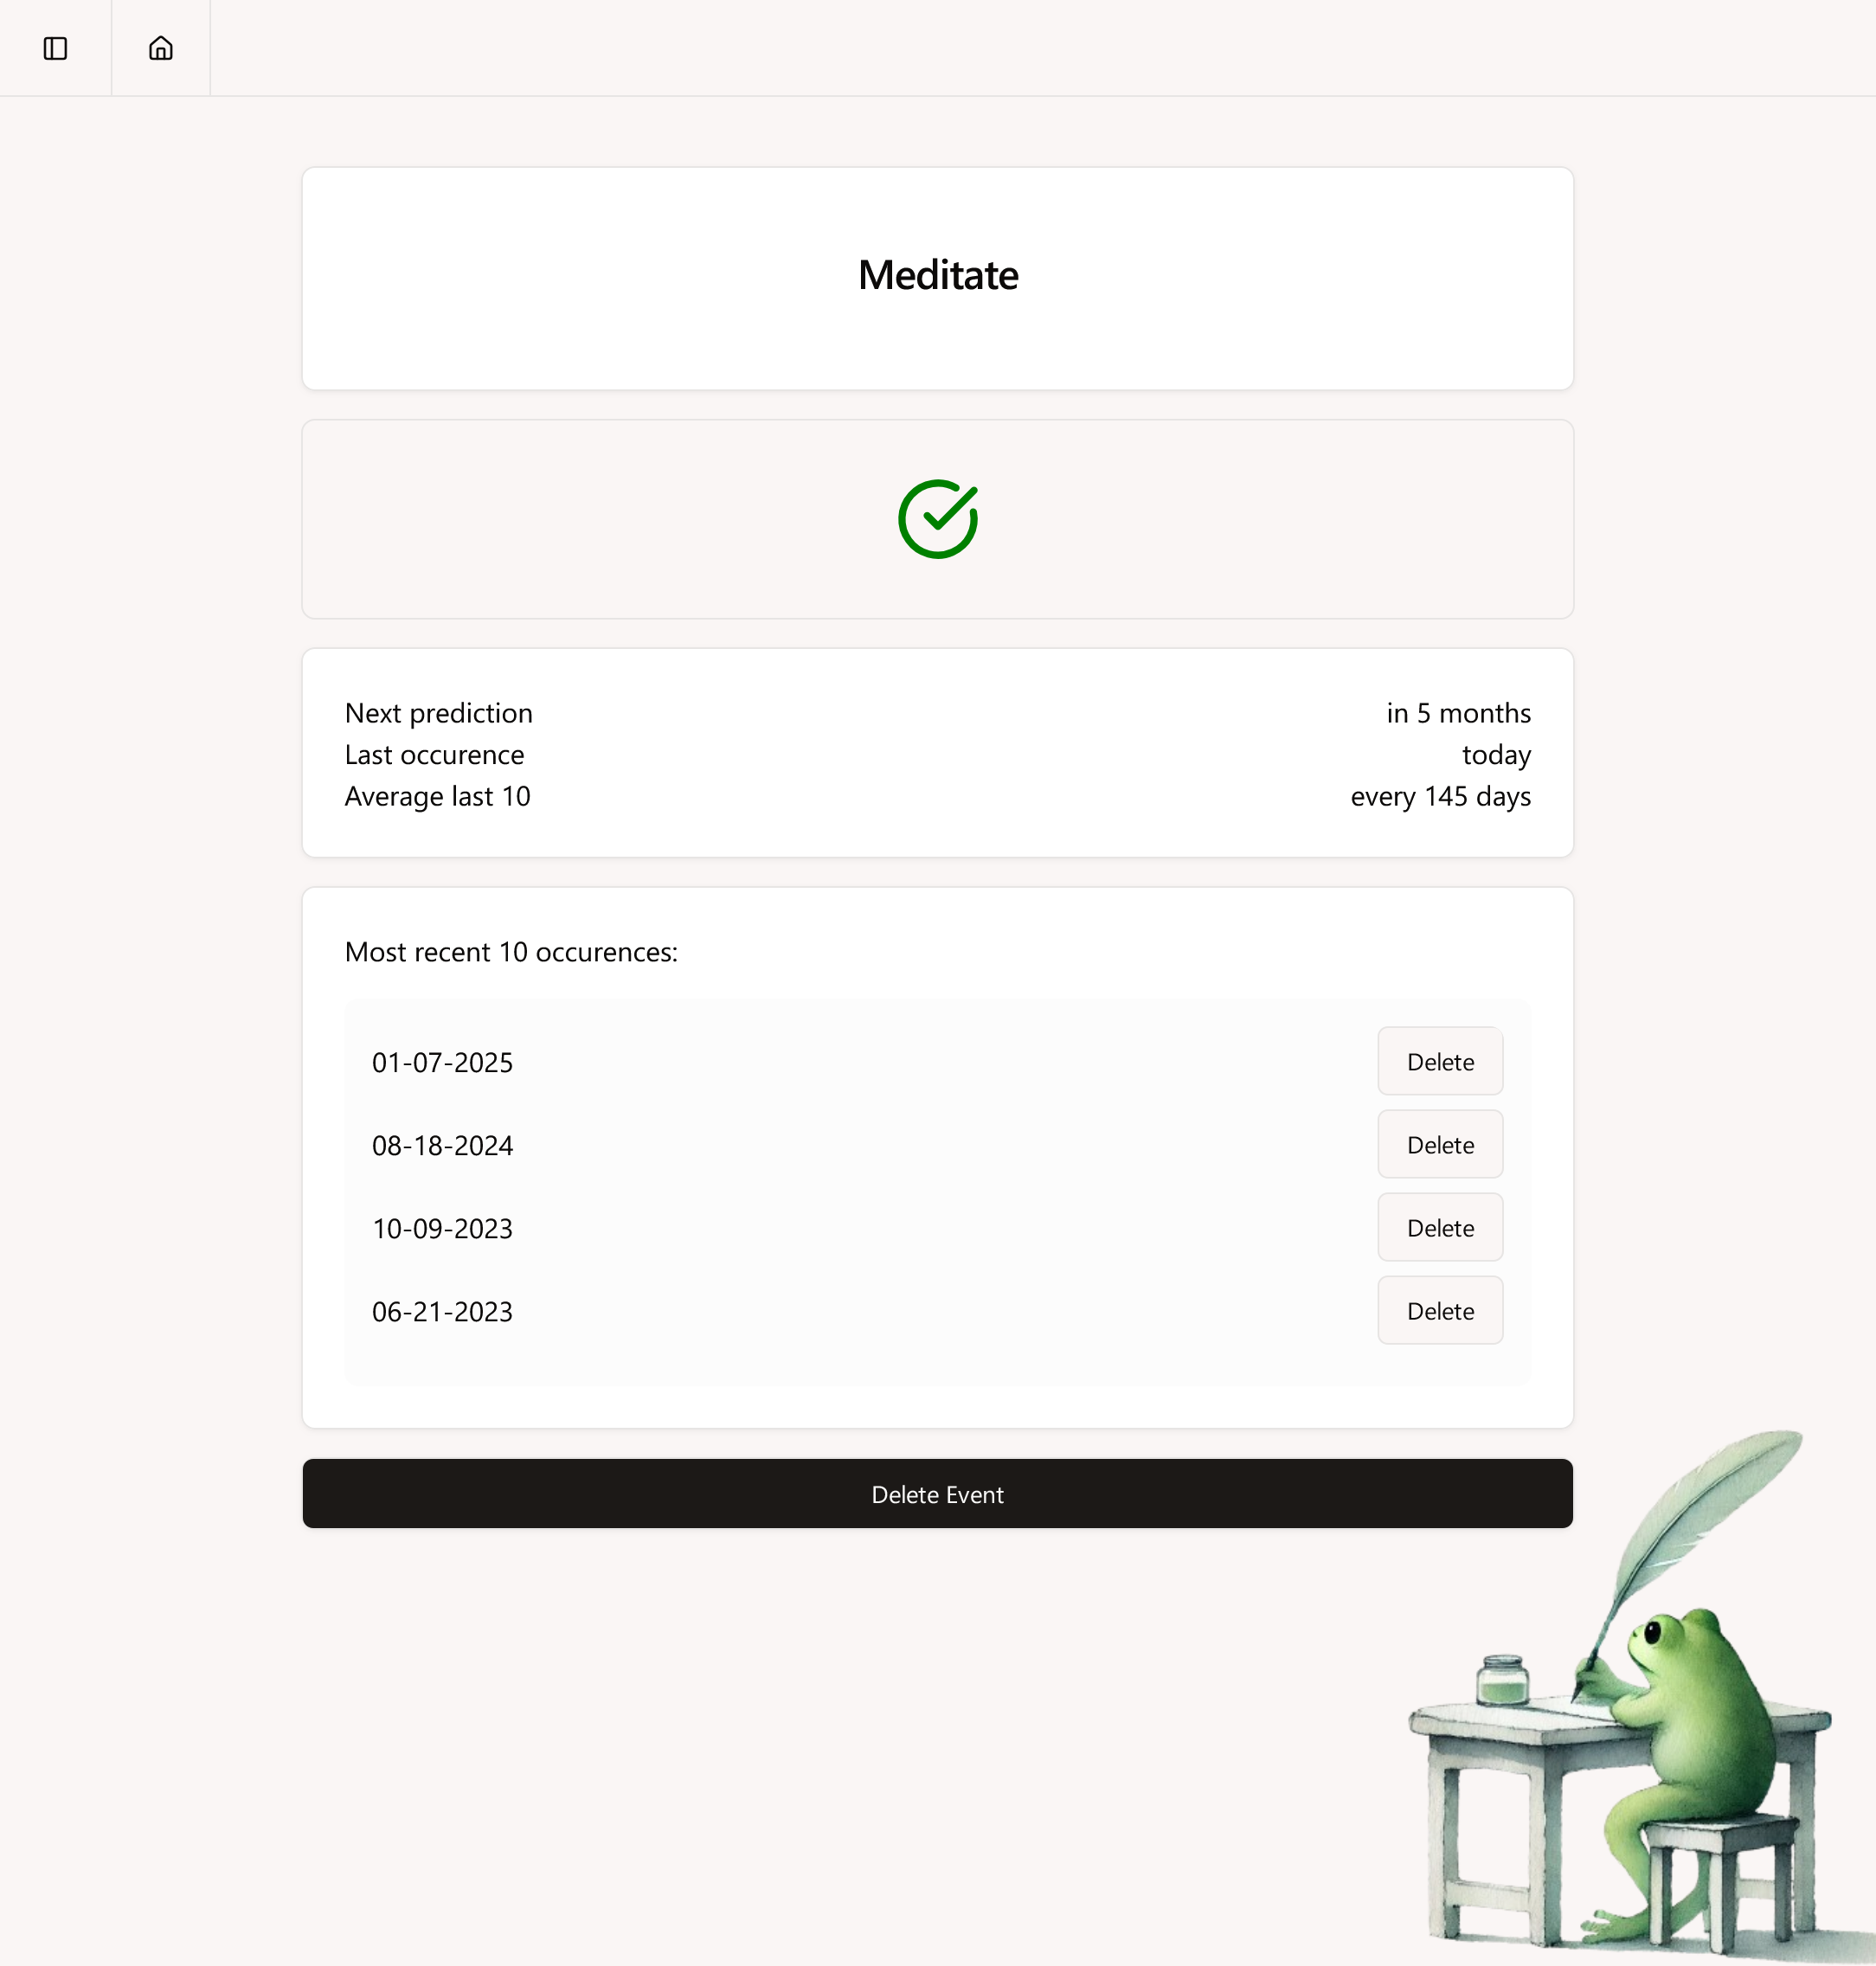 Meditate
Next prediction in 5 months
Last occurence today
Average last 10 every 145 days
Most recent 10 occurences:
01-07-2025 Delete
08-18-2024 Delete
10-09-2023 Delete
06-21-2023 Delete
Delete Event